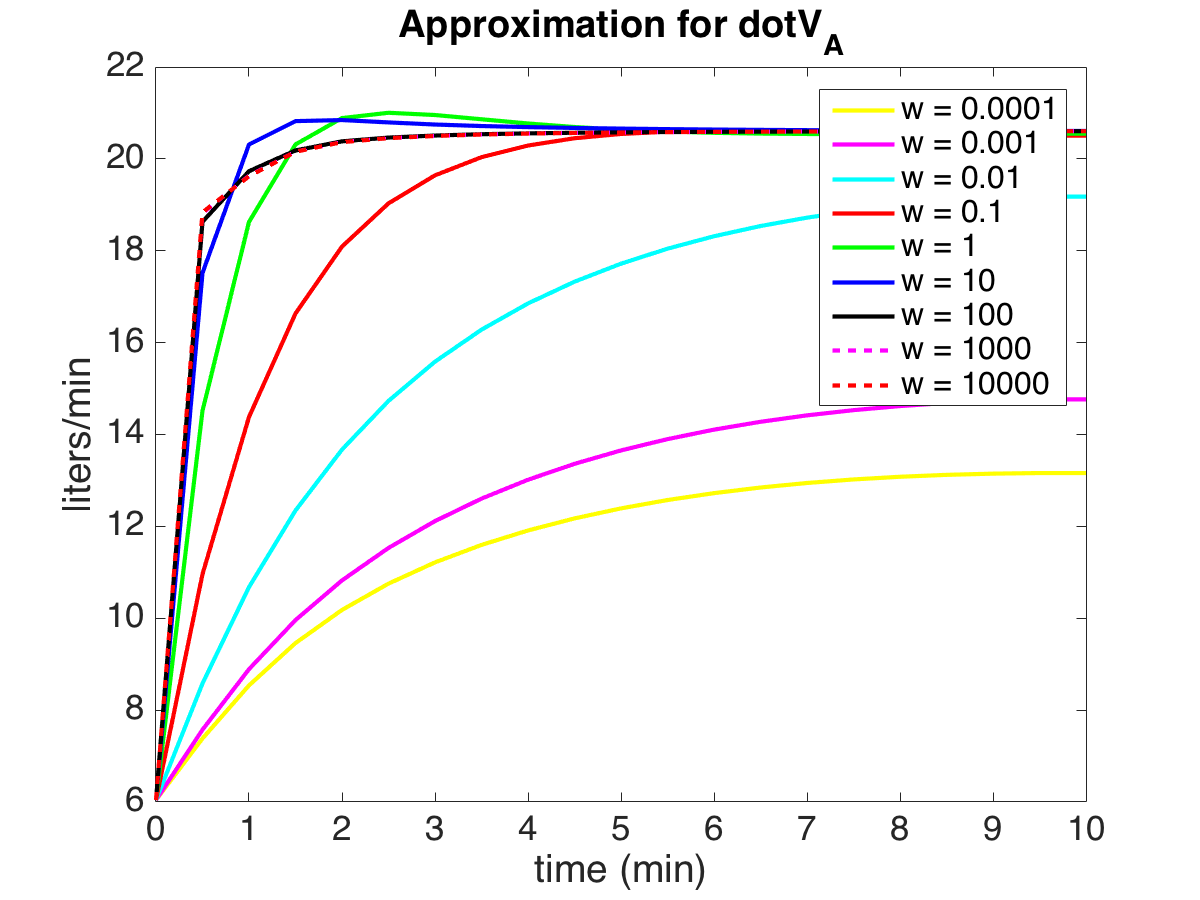 Approximation for dotV_A
22
20
18
16
14
12
10
8
6
liters/min
w = 0.0001
w = 0.001
w = 0.01
w = 0.1
w = 1
w = 10
w = 100
w = 1000
w = 10000
0 1 2 3 4 5 6 7 8 9 10
time (min)